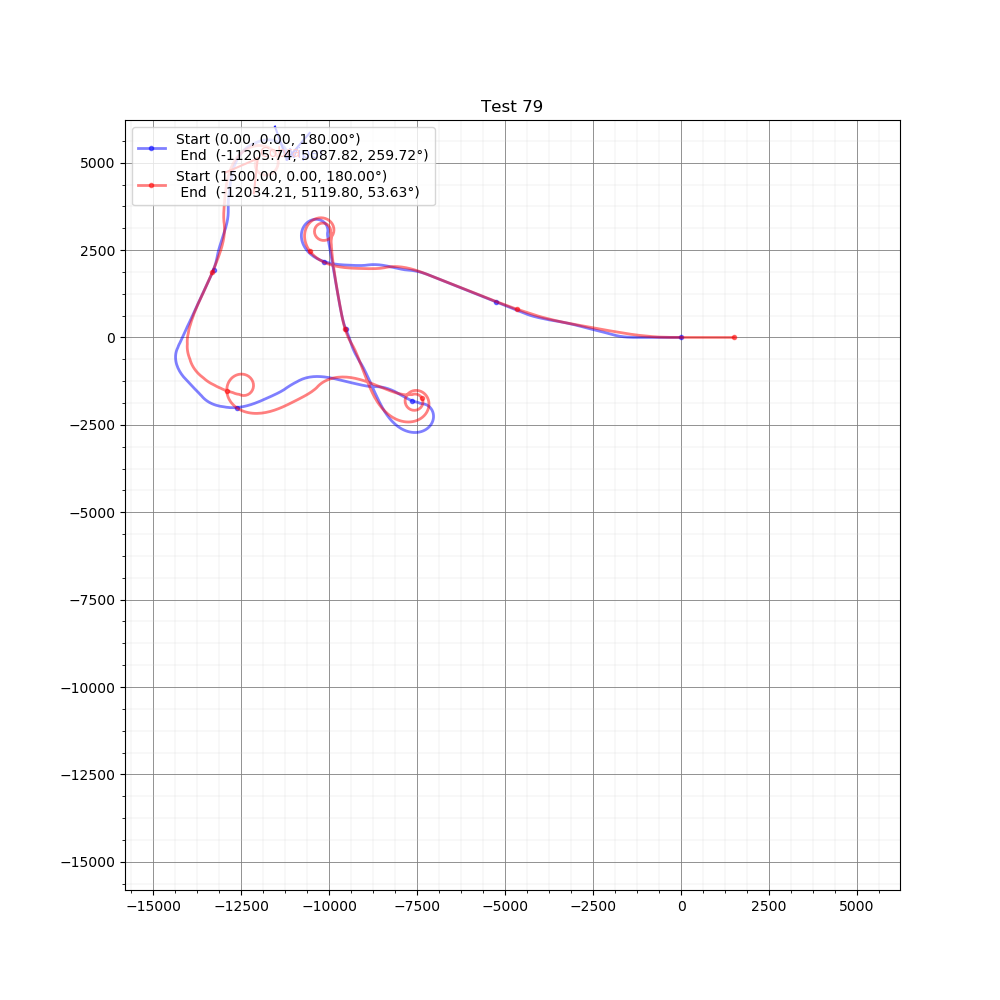 Test 79
Start (0.00, 0.00, 180.00°)
End  (-11205.74, 5087.82, 259.72°)
Start (1500.00, 0.00, 180.00°)
End  (-12034.21, 5119.80, 53.63°)
5000
2500
0
−2500
−5000
−7500
−10000
−12500
−15000
−15000 −12500 −10000 −7500 −5000 −2500 0 2500 5000